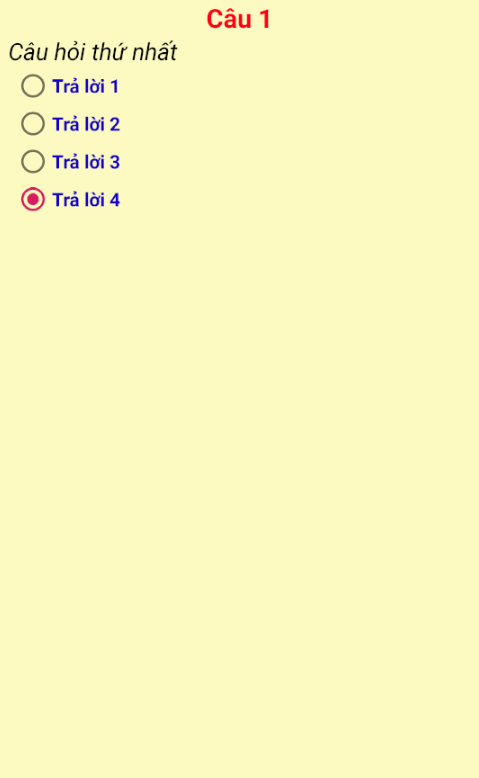 Câu 1
Câu hỏi thứ nhất
Trả lời 1
Trả lời 2
Trả lời 3
Trả lời 4